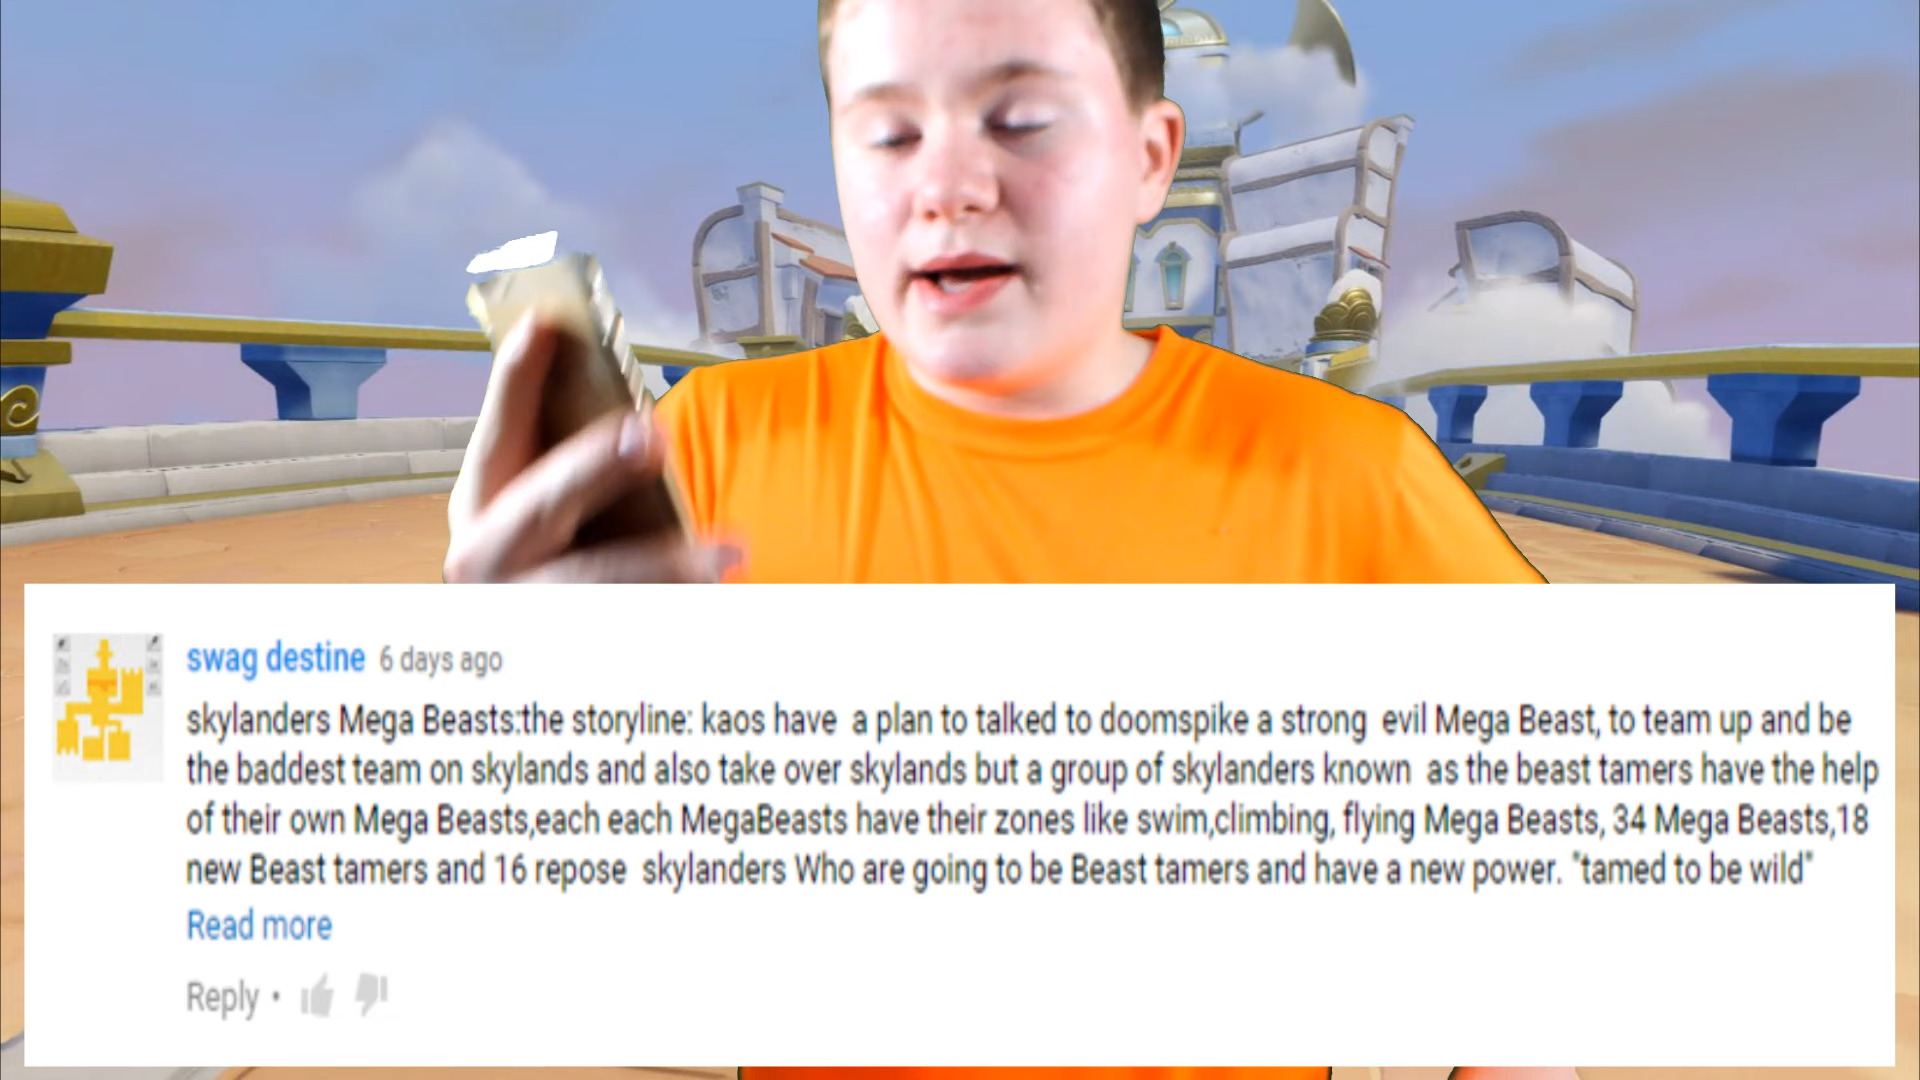 swag destine 6 days ago
skylanders Mega Beasts:the storyline: kaos have a plan to talked to doomspike a strong evil Mega Beast, to team up and be
the baddest team on skylands and also take over skylands but a group of skylanders known as the beast tamers have the help
of their own Mega Beasts,each each MegaBeasts have their zones like swim,climbing, flying Mega Beasts, 34 Mega Beasts,18
new Beast tamers and 16 repose skylanders Who are going to be Beast tamers and have a new power. "tamed to be wild"
Read more
Reply •